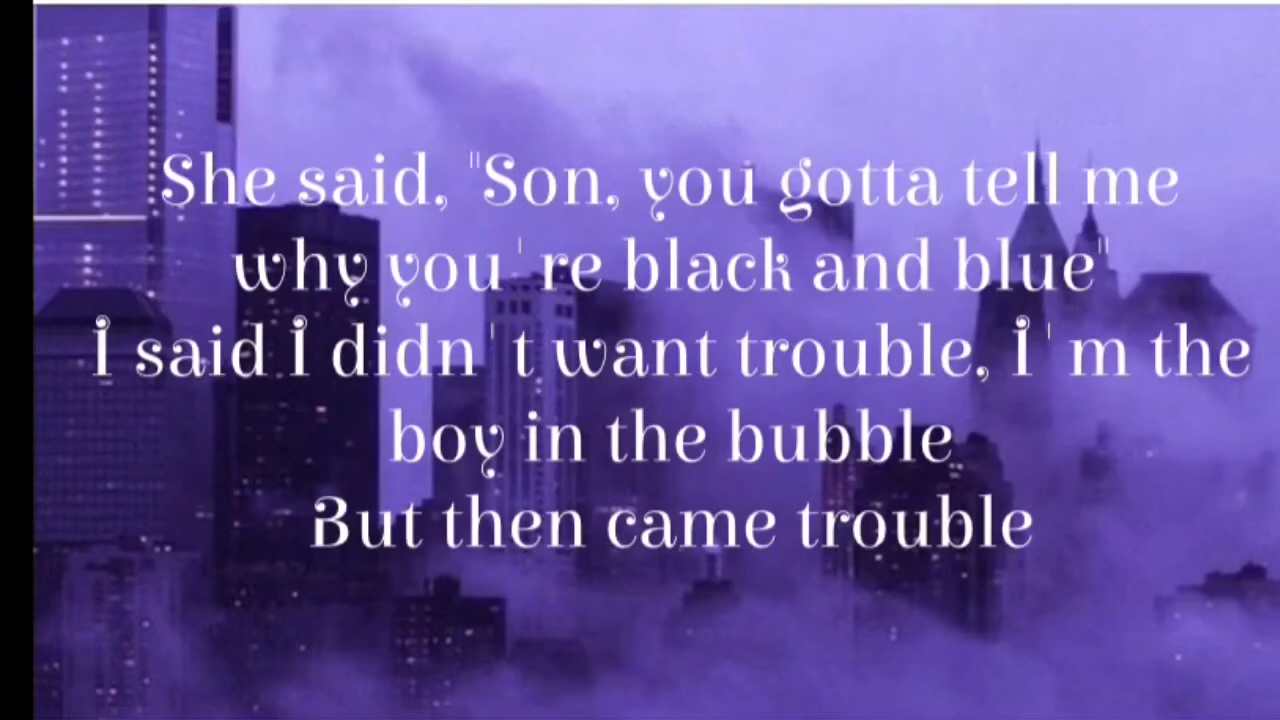 She said, "Son, you gotta tell me
why you're black and blue"
I said I didn't want trouble, I'm the
boy in the bubble
But then came trouble